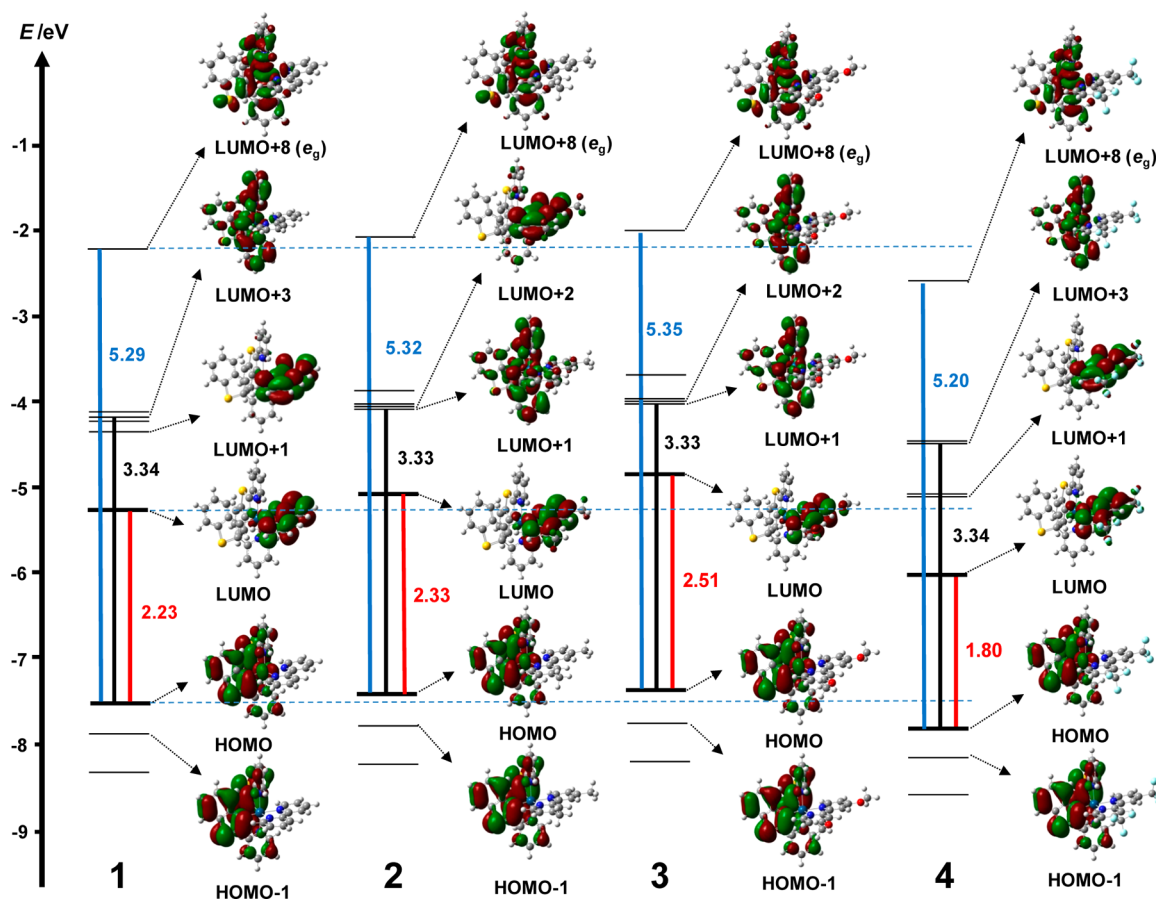 E /eV
-1
-2
-3
-4
-5
-6
-7
-8
-9
LUMO+8 (eg)
LUMO+3
LUMO+1
LUMO
HOMO
HOMO-1
5.29
3.34
2.23
1
LUMO+8 (eg)
LUMO+2
LUMO+1
LUMO
HOMO
HOMO-1
5.32
3.33
2.33
2
LUMO+8 (eg)
LUMO+2
LUMO+1
LUMO
HOMO
HOMO-1
5.35
3.33
2.51
3
LUMO+8 (eg)
LUMO+3
LUMO+1
LUMO
HOMO
HOMO-1
5.20
3.34
1.80
4